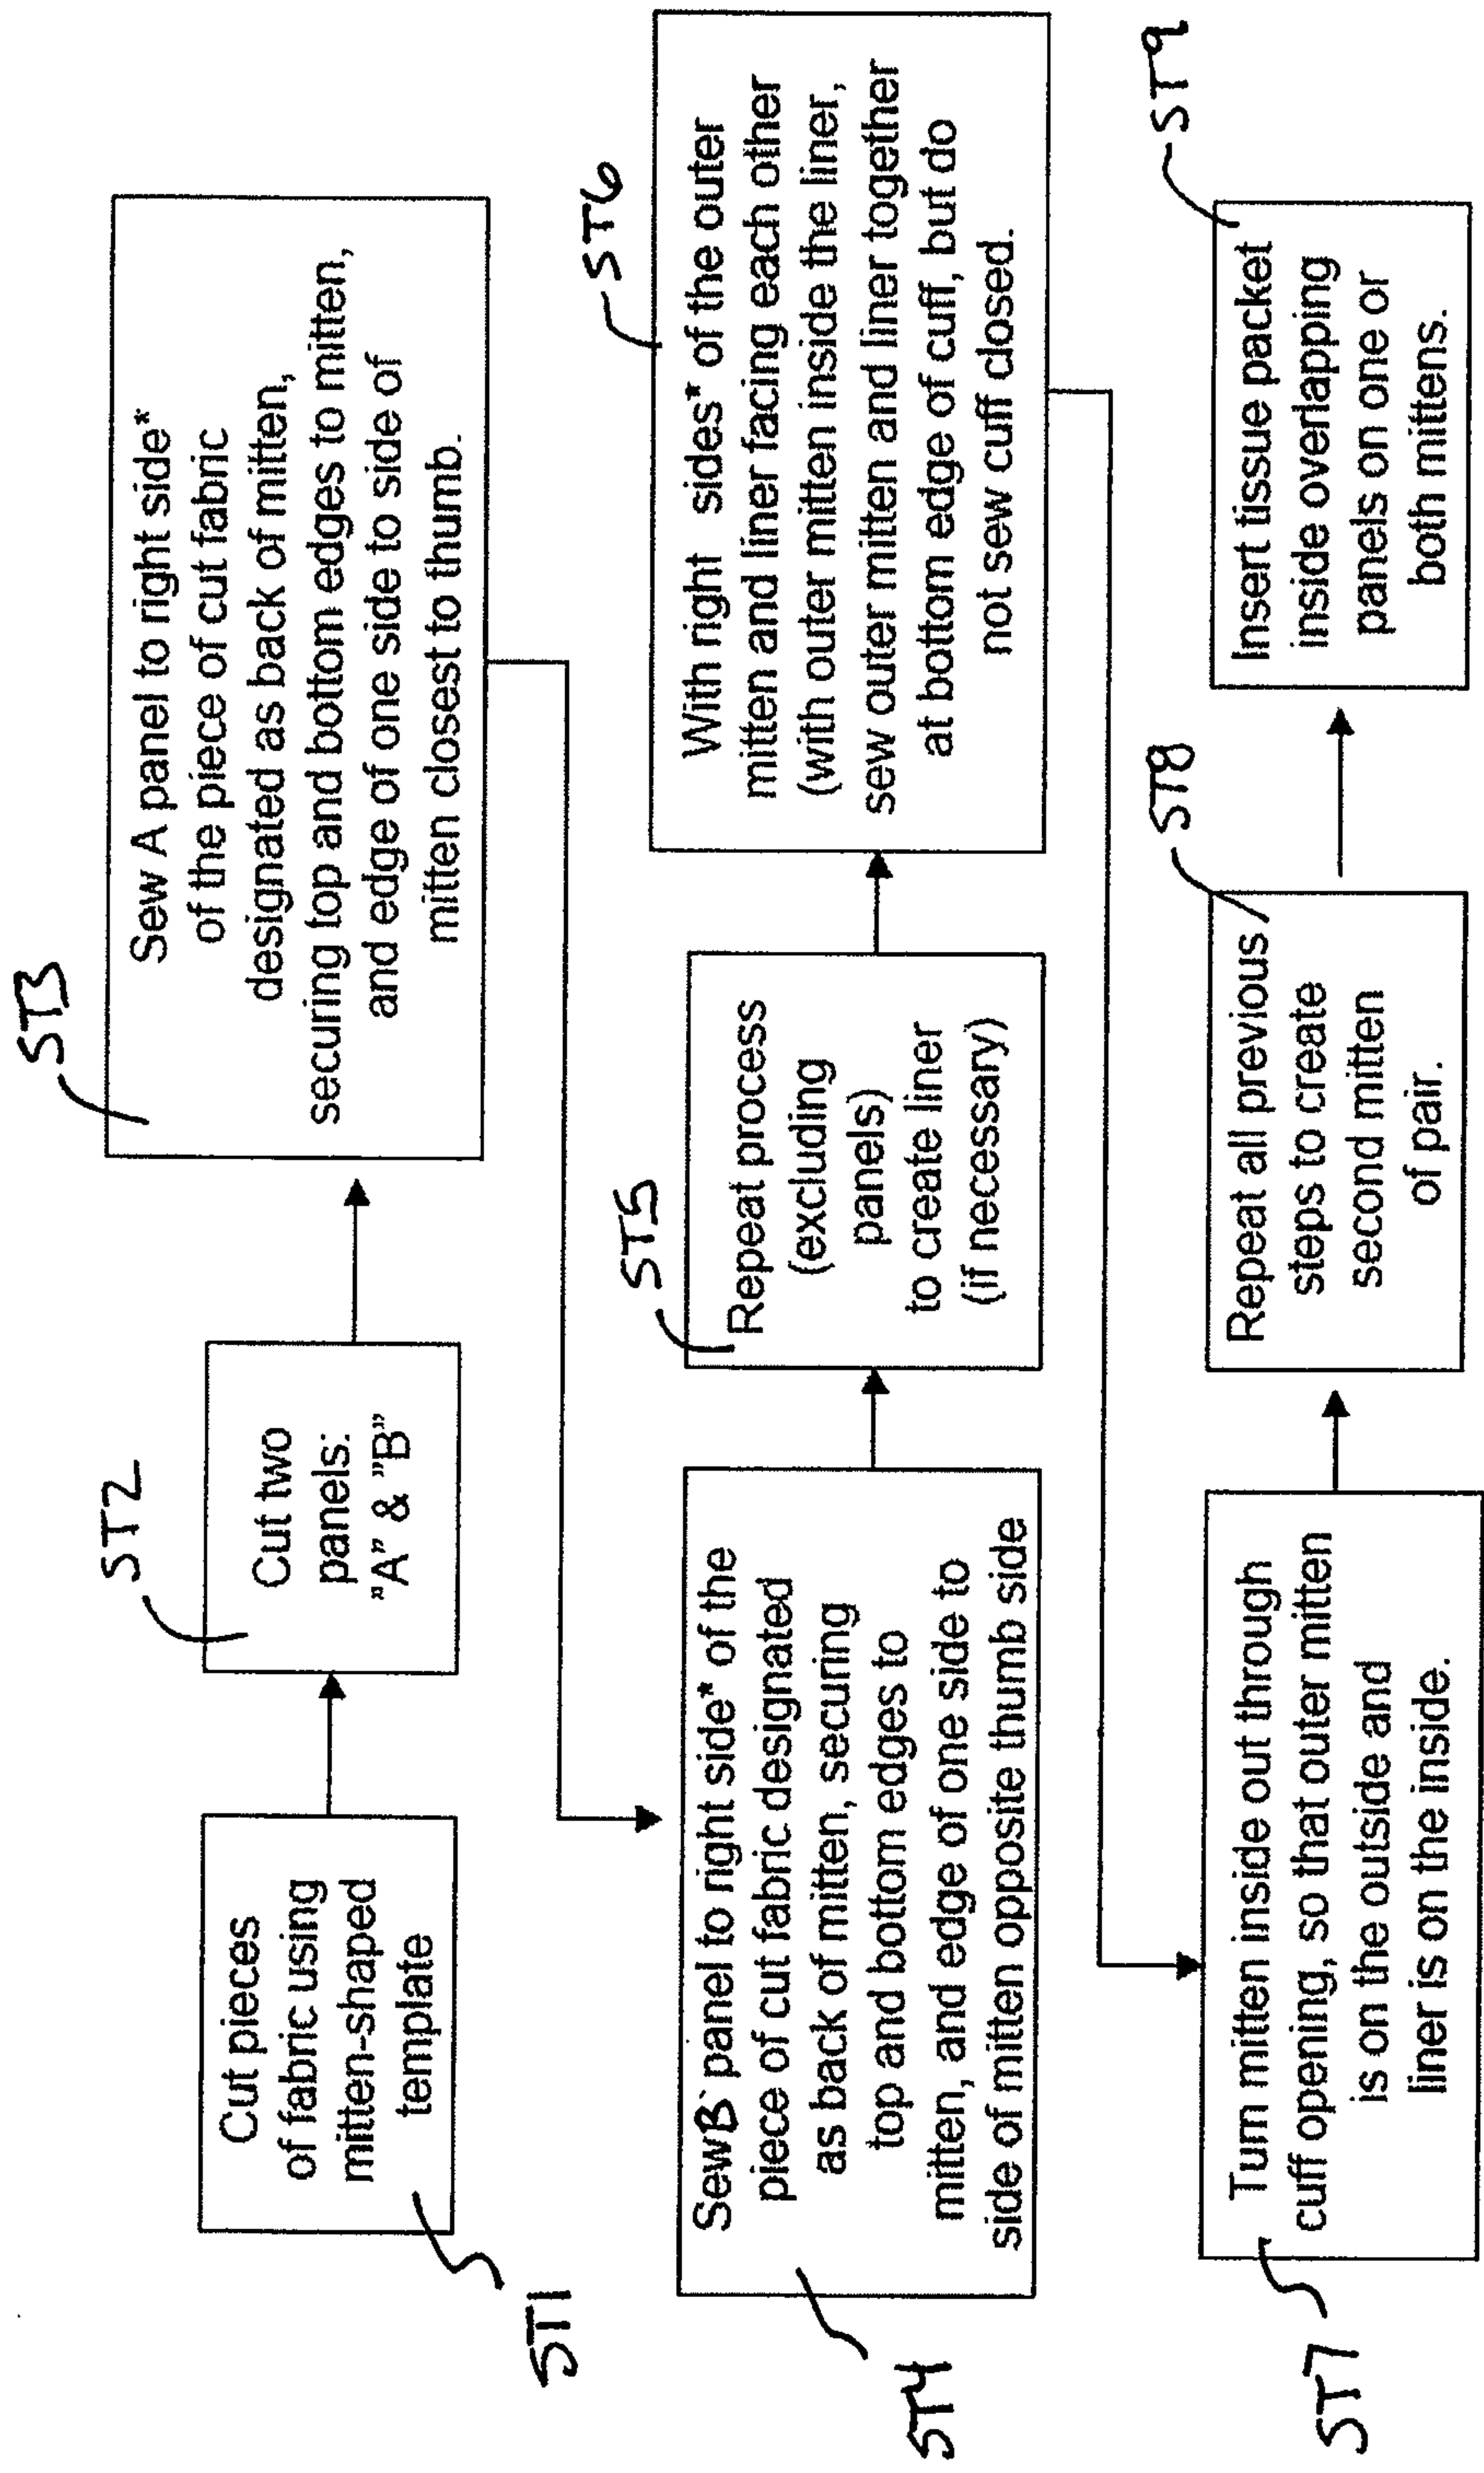 ST1
Cut pieces
of fabric using
mitten-shaped
template
ST2
Cut two
panels:
"A" & "B"
ST3
Sew A panel to right side*
of the piece of cut fabric
designated as back of mitten,
securing top and bottom edges to mitten,
and edge of one side to side of
mitten closest to thumb.
ST4
Sew B panel to right side* of the
piece of cut fabric designated
as back of mitten, securing
top and bottom edges to
mitten, and edge of one side to
side of mitten opposite thumb side
ST5
Repeat process
(excluding
panels)
to create liner
(if necessary)
ST6
With right sides* of the outer
mitten and liner facing each other
(with outer mitten inside the liner,
sew outer mitten and liner together
at bottom edge of cuff, but do
not sew cuff closed.
ST7
Turn mitten inside out through
cuff opening, so that outer mitten
is on the outside and
liner is on the inside.
ST8
Repeat all previous
steps to create
second mitten
of pair.
ST9
Insert tissue packet
inside overlapping
panels on one or
both mittens.